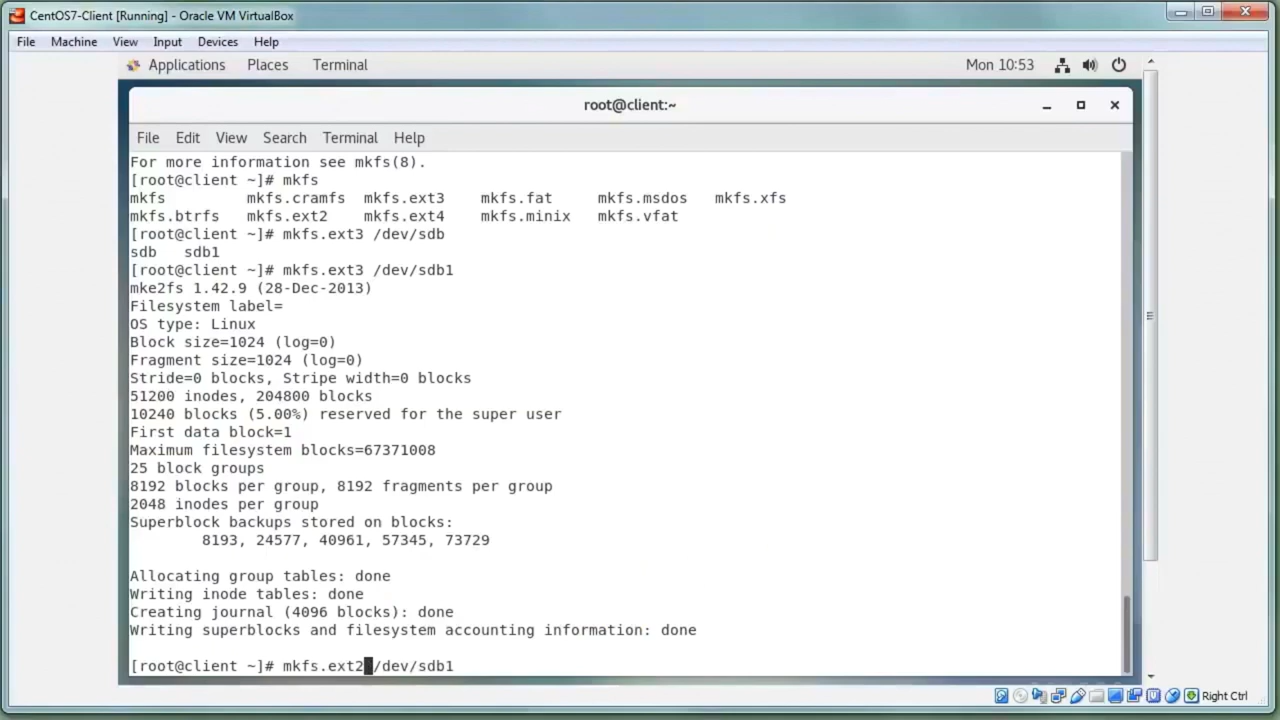 CentOS7-Client [Running] - Oracle VM VirtualBox
File Machine View Input Devices Help
Applications Places Terminal Mon 10:53
root@client:~
File Edit View Search Terminal Help
For more information see mkfs(8).
[root@client ~]# mkfs
mkfs mkfs.cramfs mkfs.ext3 mkfs.fat mkfs.msdos mkfs.xfs
mkfs.btrfs mkfs.ext2 mkfs.ext4 mkfs.minix mkfs.vfat
[root@client ~]# mkfs.ext3 /dev/sdb
sdb sdb1
[root@client ~]# mkfs.ext3 /dev/sdb1
mke2fs 1.42.9 (28-Dec-2013)
Filesystem label=
OS type: Linux
Block size=1024 (log=0)
Fragment size=1024 (log=0)
Stride=0 blocks, Stripe width=0 blocks
51200 inodes, 204800 blocks
10240 blocks (5.00%) reserved for the super user
First data block=1
Maximum filesystem blocks=67371008
25 block groups
8192 blocks per group, 8192 fragments per group
2048 inodes per group
Superblock backups stored on blocks:
8193, 24577, 40961, 57345, 73729
Allocating group tables: done
Writing inode tables: done
Creating journal (4096 blocks): done
Writing superblocks and filesystem accounting information: done
[root@client ~]# mkfs.ext2 /dev/sdb1
Right Ctrl